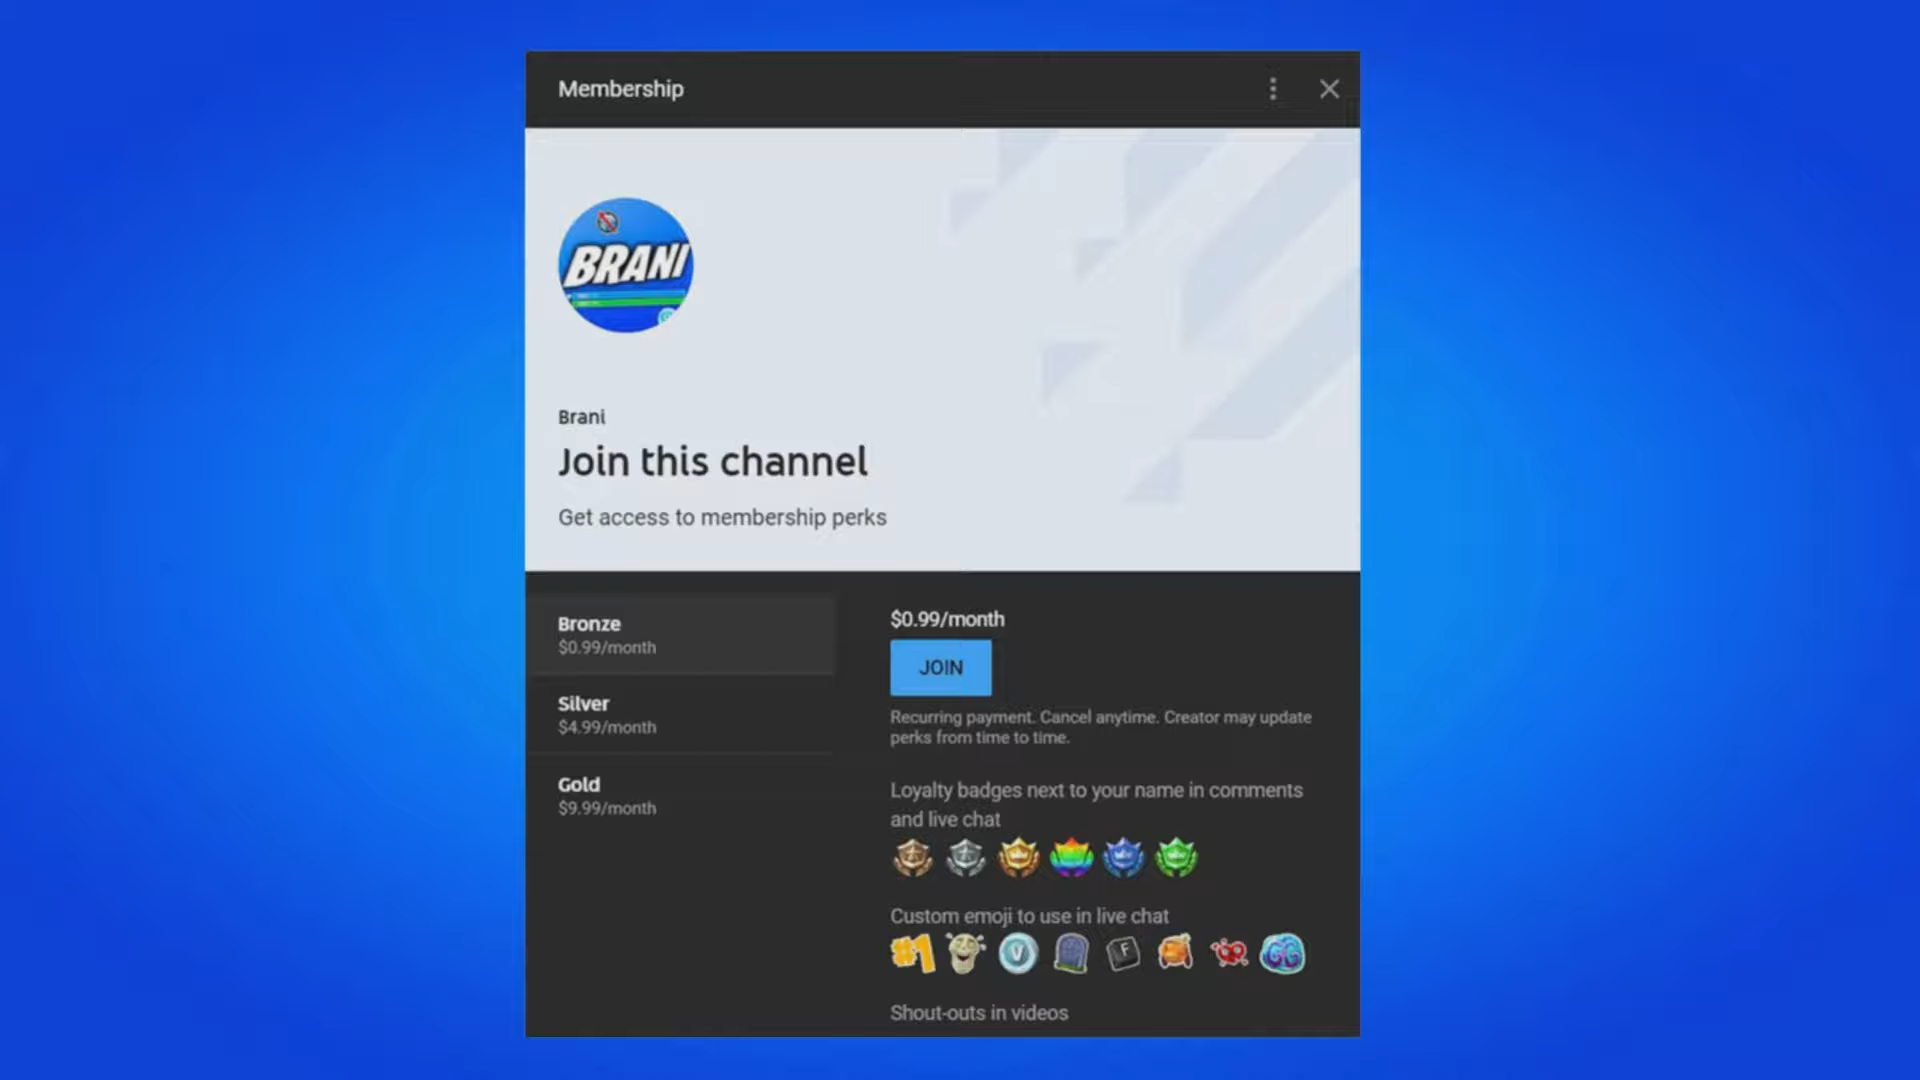 Membership
BRANI
Brani
Join this channel
Get access to membership perks
Bronze
$0.99/month
Silver
$4.99/month
Gold
$9.99/month
$0.99/month
JOIN
Recurring payment. Cancel anytime. Creator may update
perks from time to time.
Loyalty badges next to your name in comments
and live chat
Custom emoji to use in live chat
#1
V
F
GG
Shout-outs in videos